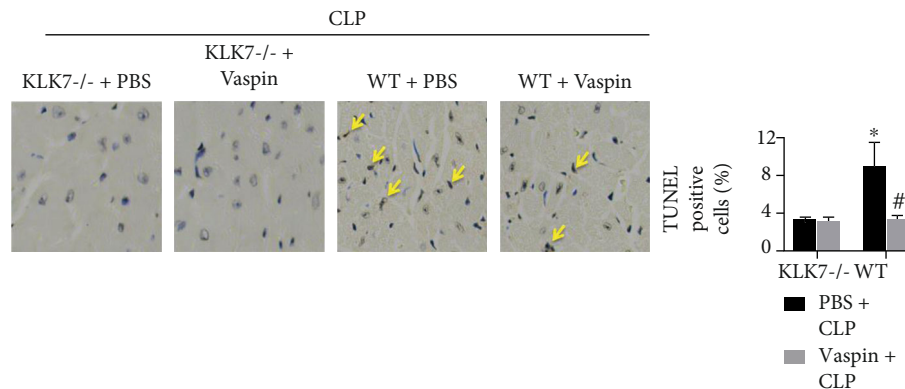 CLP
KLK7-/- + PBS
KLK7-/- +
Vaspin
WT + PBS
WT + Vaspin
TUNEL
positive
cells (%)
12
8
4
0
*
#
KLK7-/- WT
PBS +
CLP
Vaspin +
CLP